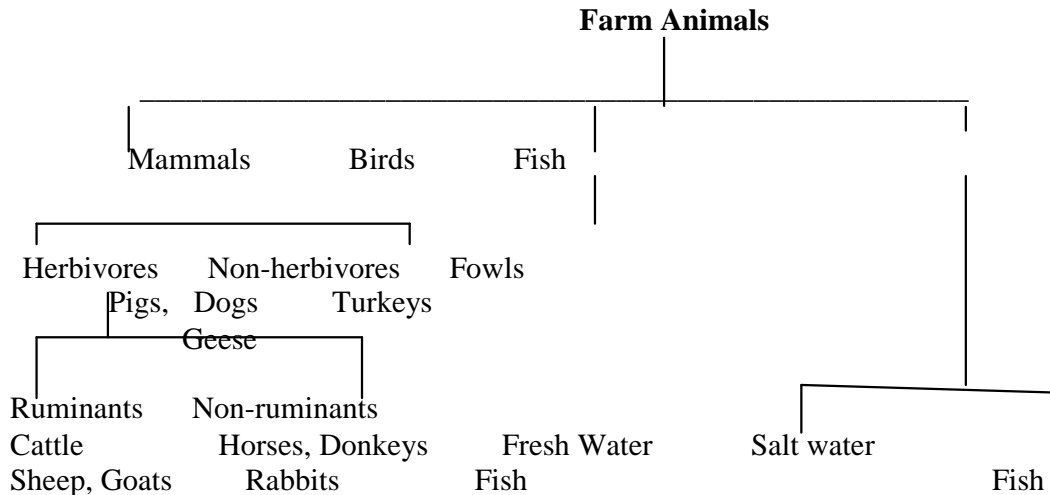 Farm Animals
Mammals Birds Fish
Herbivores Non-herbivores Fowls
Pigs, Dogs Turkeys
Geese
Ruminants Non-ruminants
Cattle Horses, Donkeys Fresh Water Salt water
Sheep, Goats Rabbits Fish Fish